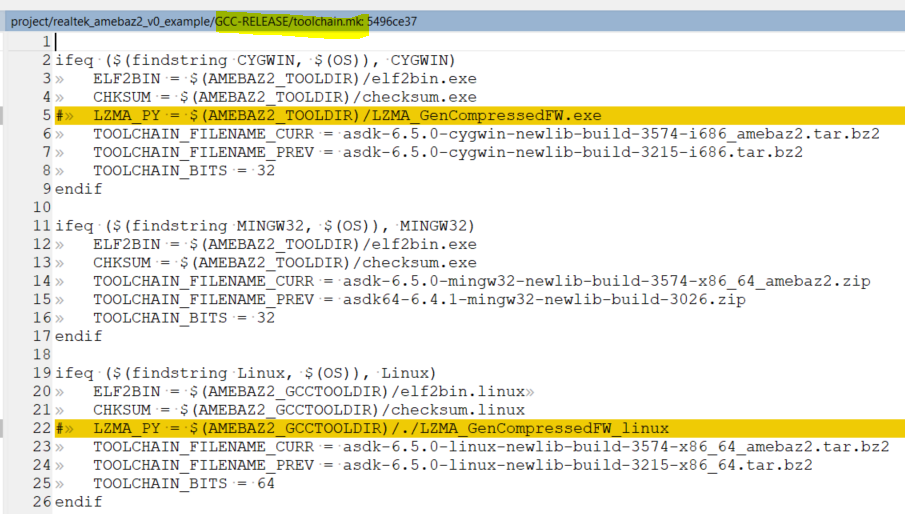 project/realtek_amebaz2_v0_example/GCC-RELEASE/toolchain.mk: 5496ce37
1
2 ifeq ($(findstring CYGWIN, $(OS)), CYGWIN)
3 » ELF2BIN = $(AMEBAZ2_TOOLDIR)/elf2bin.exe
4 » CHKSUM = $(AMEBAZ2_TOOLDIR)/checksum.exe
5 #» LZMA_PY = $(AMEBAZ2_TOOLDIR)/LZMA_GenCompressedFW.exe
6 » TOOLCHAIN_FILENAME_CURR = asdk-6.5.0-cygwin-newlib-build-3574-i686_amebaz2.tar.bz2
7 » TOOLCHAIN_FILENAME_PREV = asdk-6.5.0-cygwin-newlib-build-3215-i686.tar.bz2
8 » TOOLCHAIN_BITS = 32
9 endif
10
11 ifeq ($(findstring MINGW32, $(OS)), MINGW32)
12 » ELF2BIN = $(AMEBAZ2_TOOLDIR)/elf2bin.exe
13 » CHKSUM = $(AMEBAZ2_TOOLDIR)/checksum.exe
14 » TOOLCHAIN_FILENAME_CURR = asdk-6.5.0-mingw32-newlib-build-3574-x86_64_amebaz2.zip
15 » TOOLCHAIN_FILENAME_PREV = asdk64-6.4.1-mingw32-newlib-build-3026.zip
16 » TOOLCHAIN_BITS = 32
17 endif
18
19 ifeq ($(findstring Linux, $(OS)), Linux)
20 » ELF2BIN = $(AMEBAZ2_GCCTOOLDIR)/elf2bin.linux»
21 » CHKSUM = $(AMEBAZ2_GCCTOOLDIR)/checksum.linux
22 #» LZMA_PY = $(AMEBAZ2_GCCTOOLDIR)/./LZMA_GenCompressedFW_linux
23 » TOOLCHAIN_FILENAME_CURR = asdk-6.5.0-linux-newlib-build-3574-x86_64_amebaz2.tar.bz2
24 » TOOLCHAIN_FILENAME_PREV = asdk-6.5.0-linux-newlib-build-3215-x86_64.tar.bz2
25 » TOOLCHAIN_BITS = 64
26 endif